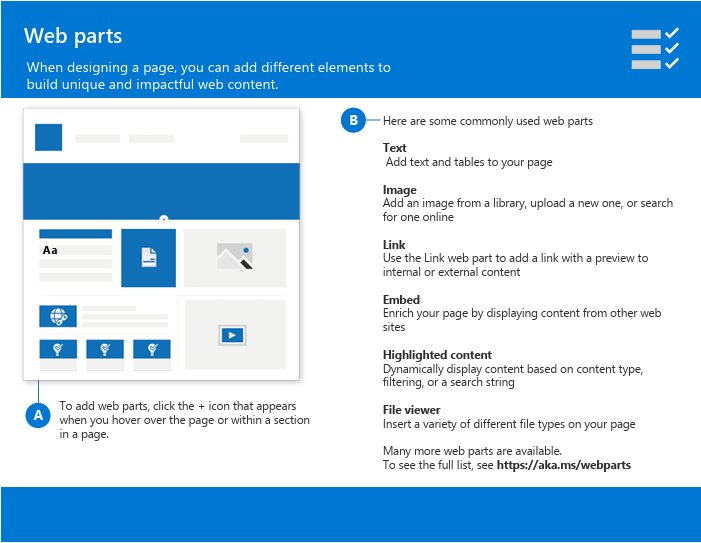 Web parts
When designing a page, you can add different elements to
build unique and impactful web content.
Aa
A
To add web parts, click the + icon that appears
when you hover over the page or within a section
in a page.
B
Here are some commonly used web parts
Text
Add text and tables to your page
Image
Add an image from a library, upload a new one, or search
for one online
Link
Use the Link web part to add a link with a preview to
internal or external content
Embed
Enrich your page by displaying content from other web
sites
Highlighted content
Dynamically display content based on content type,
filtering, or a search string
File viewer
Insert a variety of different file types on your page
Many more web parts are available.
To see the full list, see https://aka.ms/webparts